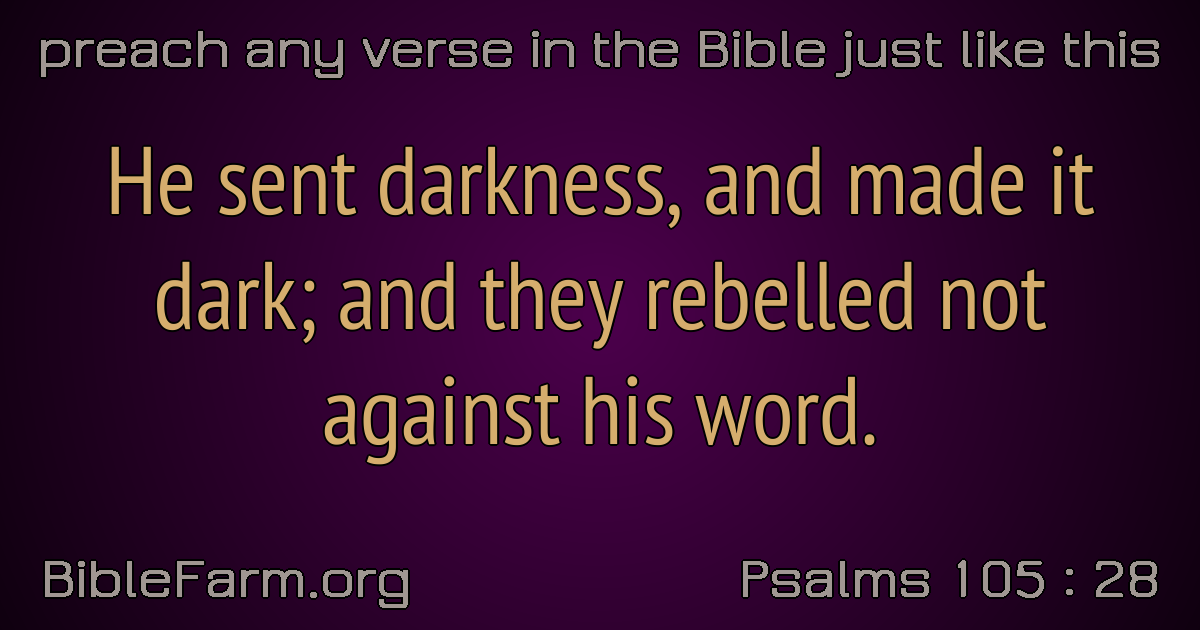 preach any verse in the Bible just like this
He sent darkness, and made it
dark; and they rebelled not
against his word.
BibleFarm.org
Psalms 105 : 28